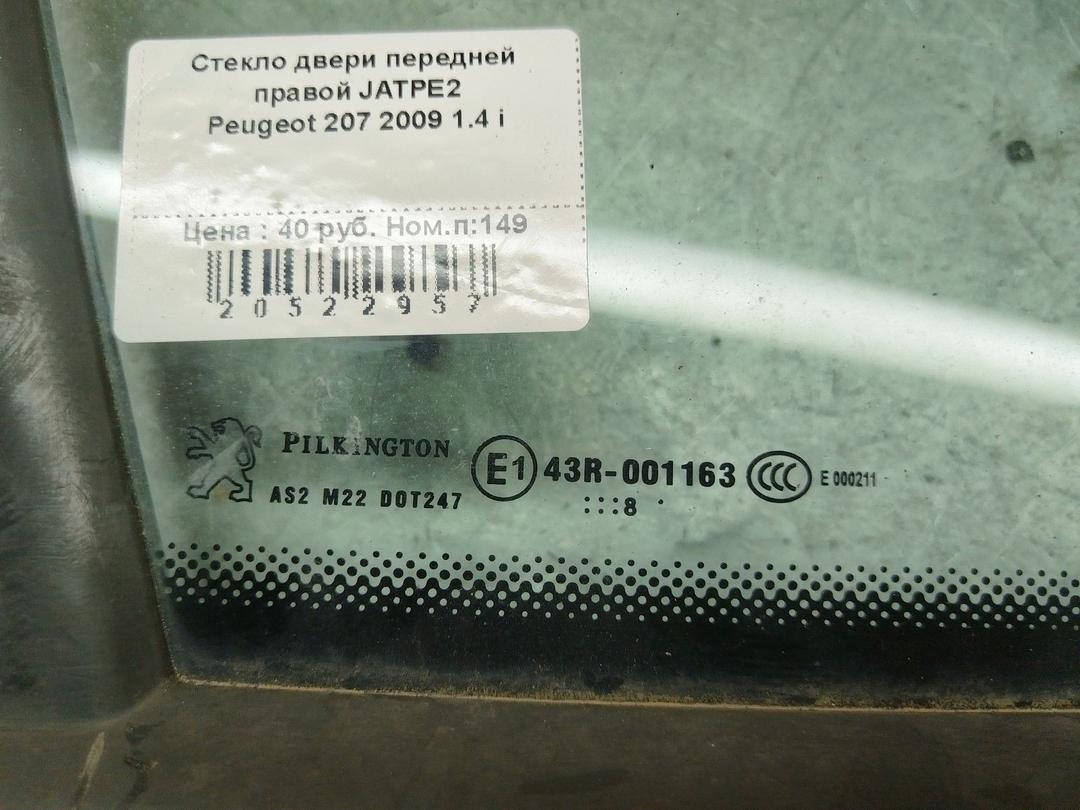 Стекло двери передней
правой JATPE2
Peugeot 207 2009 1.4 i
Цена : 40 руб. Ном.п:149
20522957
PILKINGTON
AS2 M22 DOT247
E1 43R-001163 CCC E 000211
:::8 .